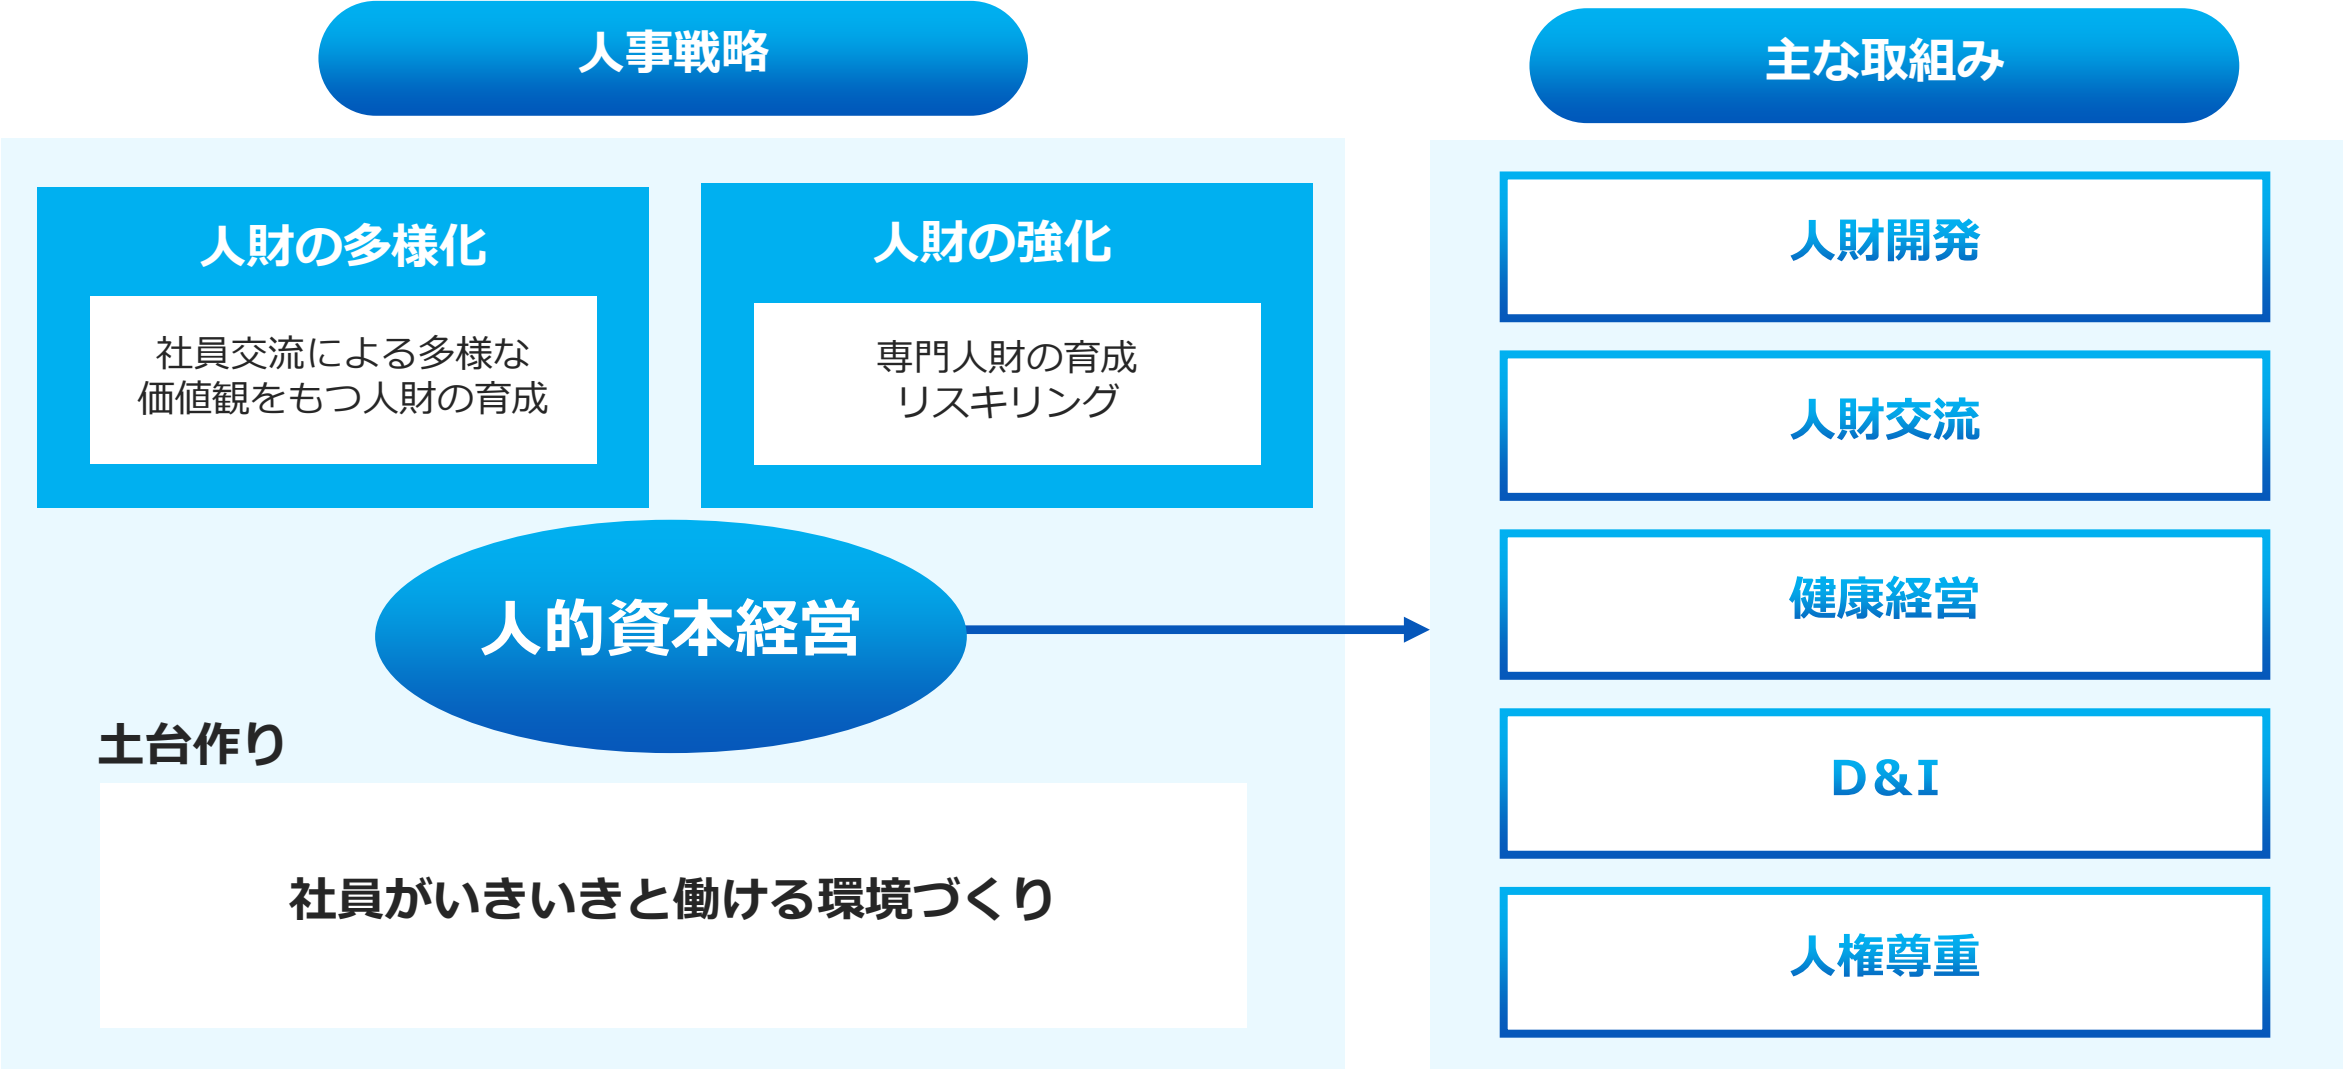 人事戦略
人財の多様化
社員交流による多様な
価値観をもつ人財の育成
人財の強化
専門人財の育成
リスキリング
人的資本経営
土台作り
社員がいきいきと働ける環境づくり
主な取組み
人財開発
人財交流
健康経営
D&I
人権尊重